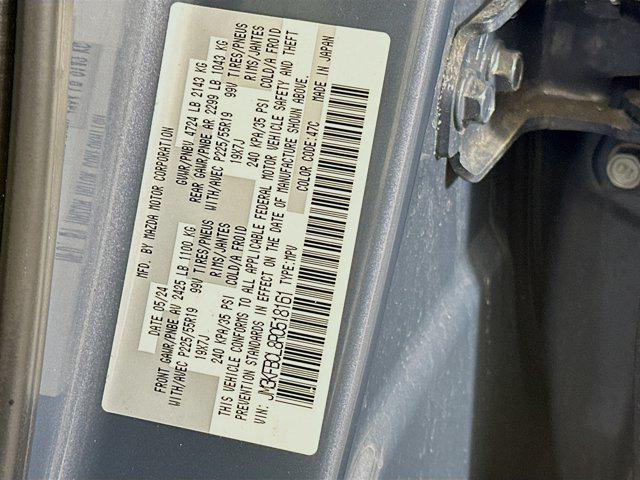 MFD. BY MAZDA MOTOR CORPORATION
DATE 05/24 GVWR/PNBV 4724 LB 2143 KG
FRONT GAWR/PNBE AV 2425 LB 1100 KG REAR GAWR/PNBE AR 2299 LB 1043 KG
WITH/AVEC P225/55R19 99V TIRES/PNEUS WITH/AVEC P225/55R19 99V TIRES/PNEUS
19X7J RIMS/JANTES 19X7J RIMS/JANTES
240 KPA/35 PSI COLD/A FROID 240 KPA/35 PSI COLD/A FROID
THIS VEHICLE CONFORMS TO ALL APPLICABLE FEDERAL MOTOR VEHICLE SAFETY AND THEFT
PREVENTION STANDARDS IN EFFECT ON THE DATE OF MANUFACTURE SHOWN ABOVE.
VIN: JM3KFBCL8R0518161 TYPE:MPV COLOR CODE:47C MADE IN JAPAN